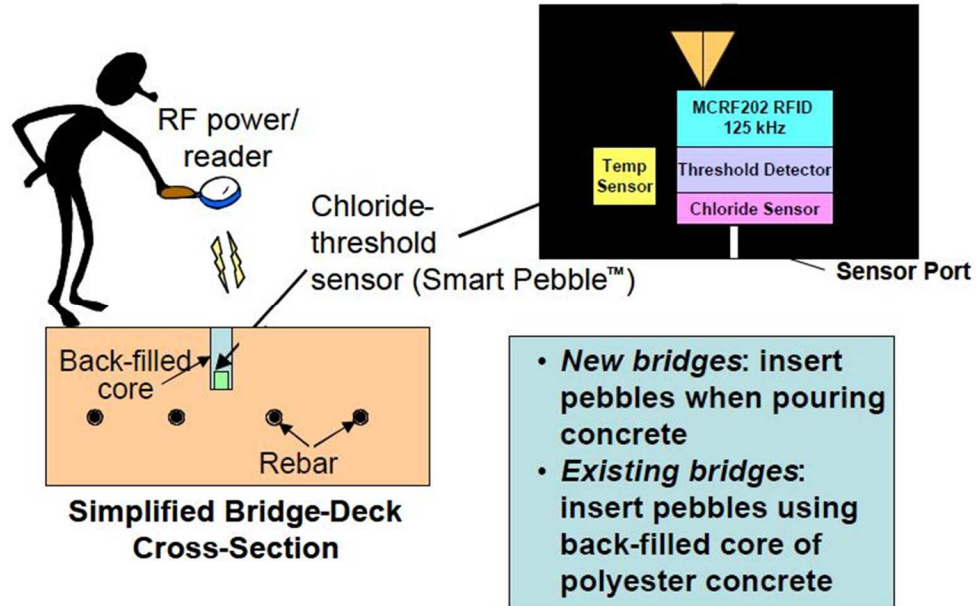 RF power/
reader
Chloride-
threshold
sensor (Smart Pebble™)
MCRF202 RFID
125 kHz
Temp
Sensor
Threshold Detector
Chloride Sensor
Sensor Port
Back-filled
core
Rebar
Simplified Bridge-Deck
Cross-Section
• New bridges: insert
pebbles when pouring
concrete
• Existing bridges:
insert pebbles using
back-filled core of
polyester concrete